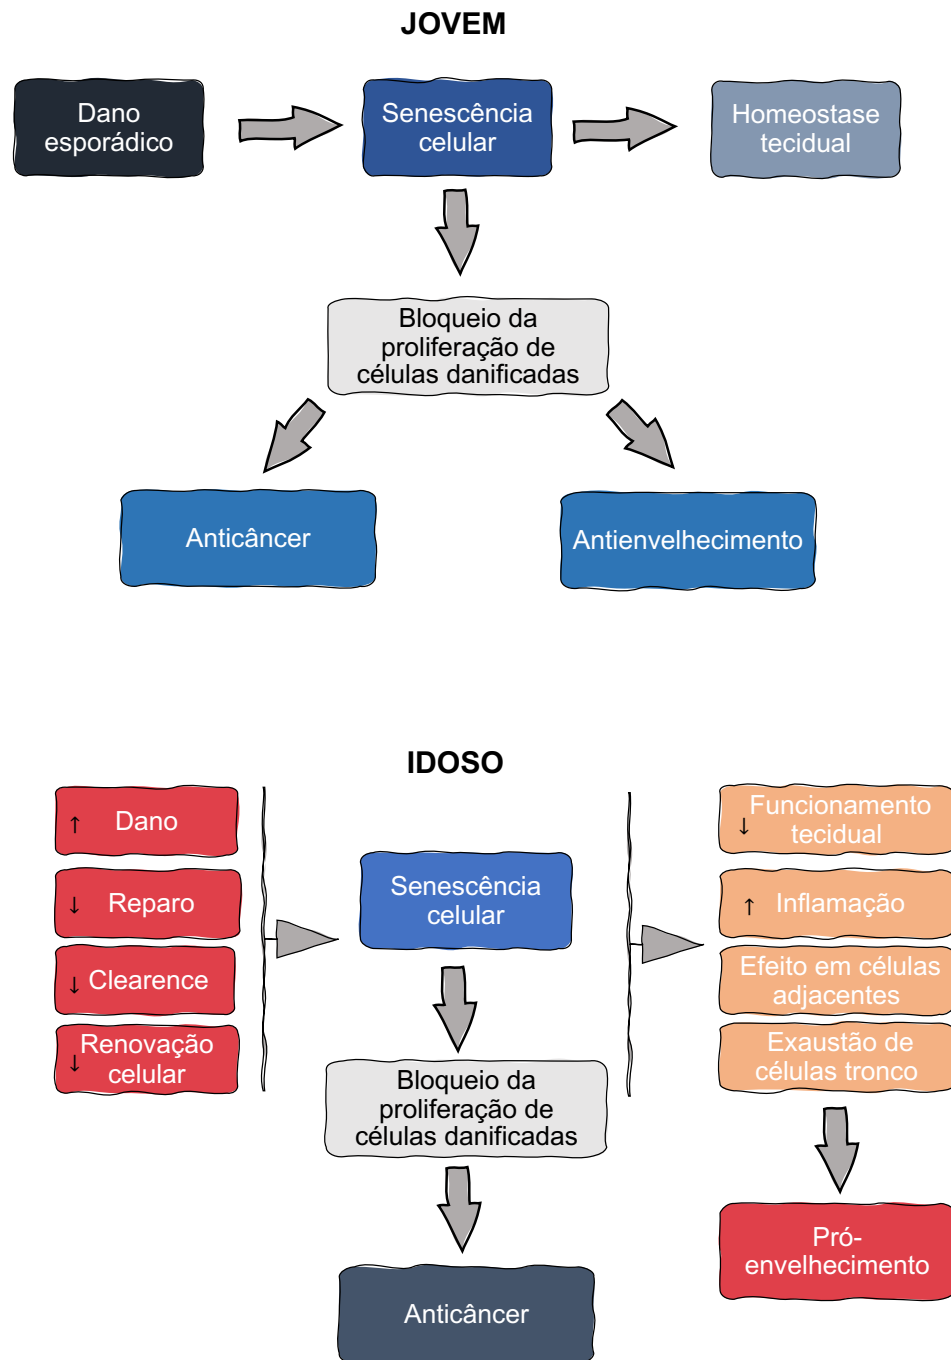 JOVEM
Dano
esporádico
Senescência
celular
Homeostase
tecidual
Bloqueio da
proliferação de
células danificadas
Anticâncer
Antienvelhecimento
IDOSO
↑ Dano
↓ Reparo
↓ Clearence
↓ Renovação
celular
Senescência
celular
Bloqueio da
proliferação de
células danificadas
Anticâncer
↓ Funcionamento
tecidual
↑ Inflamação
Efeito em células
adjacentes
Exaustão de
células tronco
Pró-
envelhecimento